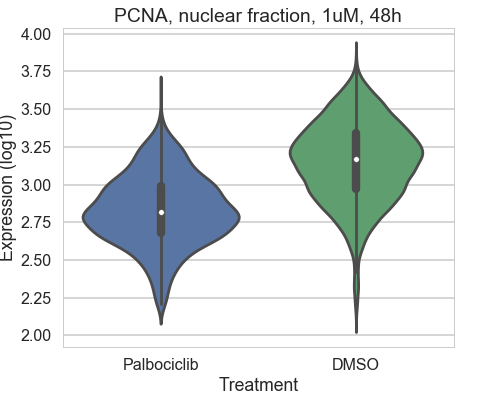 PCNA, nuclear fraction, 1uM, 48h
Expression (log10)
4.00
3.75
3.50
3.25
3.00
2.75
2.50
2.25
2.00
Palbociclib
DMSO
Treatment